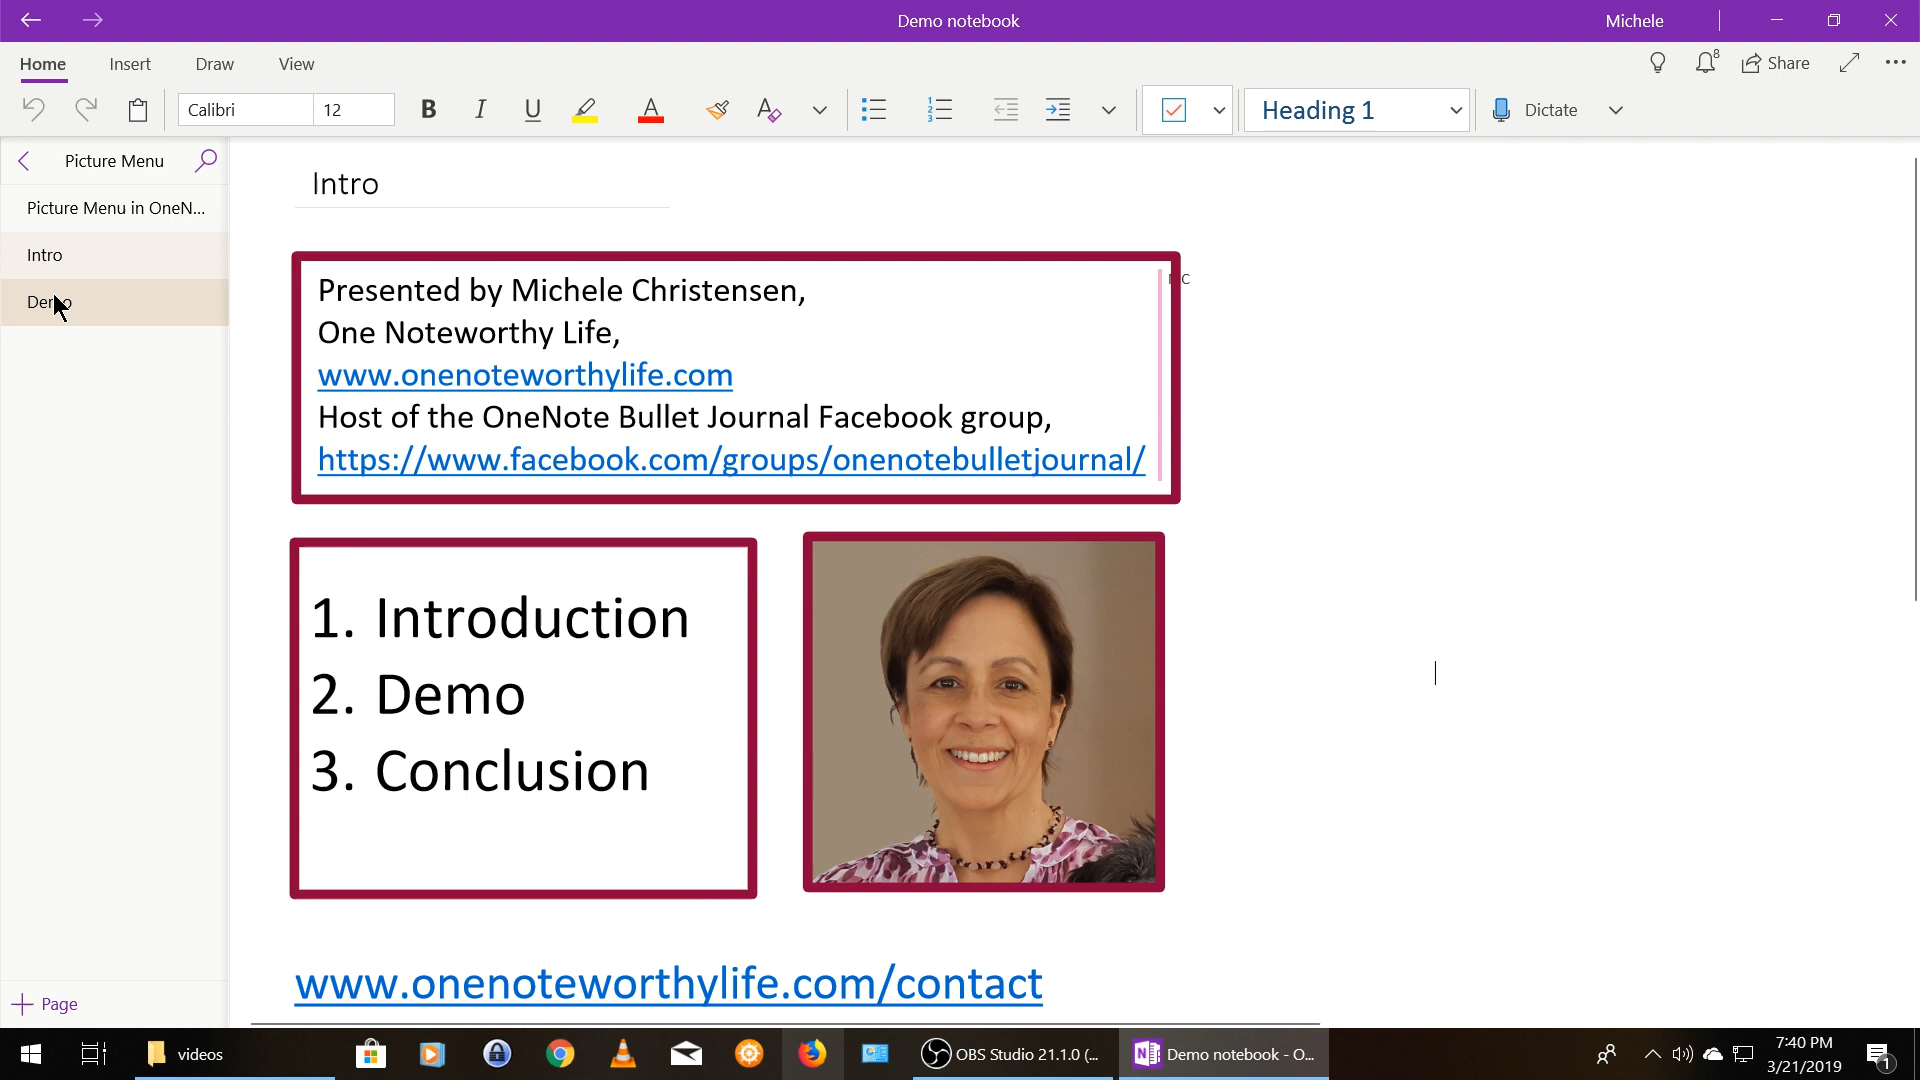 Demo notebook
Michele
Home Insert Draw View
8
Share
Calibri 12 B I U A A Heading 1 Dictate
Picture Menu
Picture Menu in OneN...
Intro
Intro
Presented by Michele Christensen,
One Noteworthy Life,
www.onenoteworthylife.com
Host of the OneNote Bullet Journal Facebook group,
https://www.facebook.com/groups/onenotebulletjournal/
1. Introduction
2. Demo
3. Conclusion
www.onenoteworthylife.com/contact
Page
videos
OBS Studio 21.1.0 (...
N
Demo notebook - O...
7:40 PM
3/21/2019
1